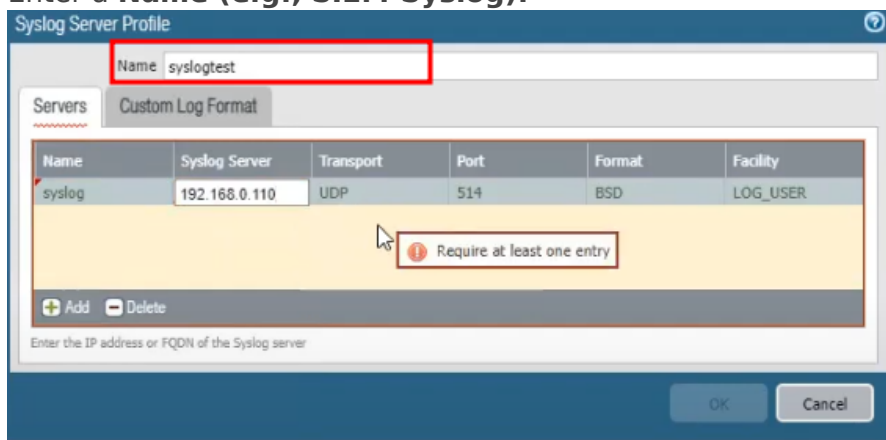 Syslog Server Profile
Name syslogtest
Servers Custom Log Format
Name Syslog Server Transport Port Format Facility
syslog 192.168.0.110 UDP 514 BSD LOG_USER
Require at least one entry
Add Delete
Enter the IP address or FQDN of the Syslog server
OK Cancel